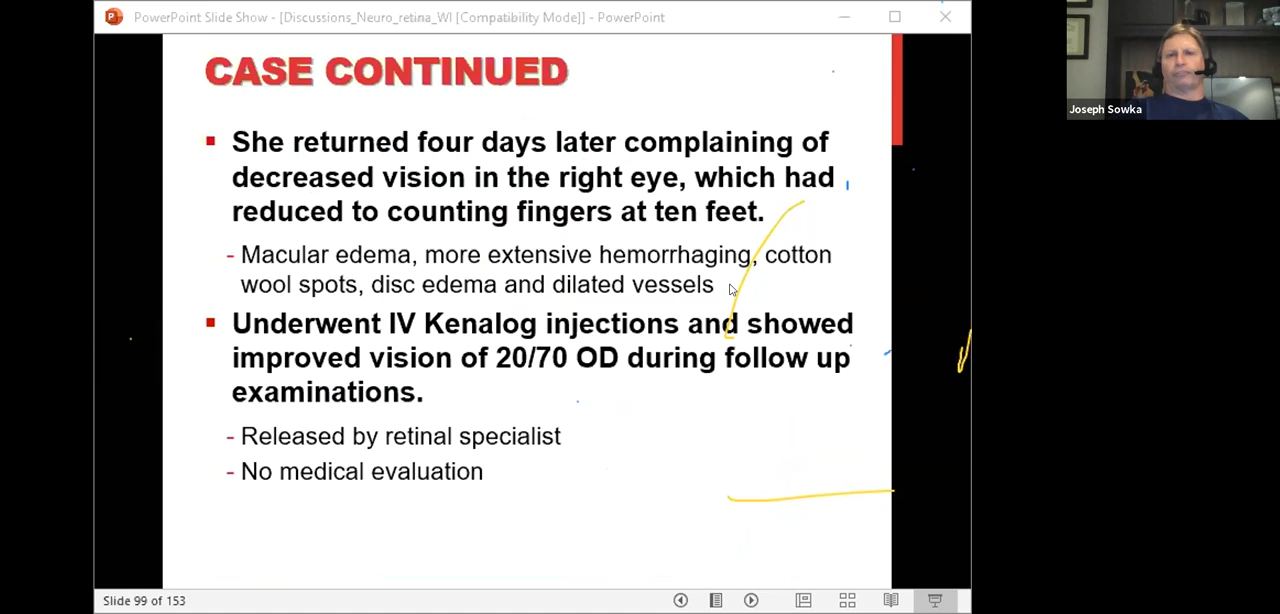 PowerPoint Slide Show - [Discussions_Neuro_retina_WI [Compatibility Mode]] - PowerPoint
CASE CONTINUED
▪ She returned four days later complaining of
decreased vision in the right eye, which had
reduced to counting fingers at ten feet.
- Macular edema, more extensive hemorrhaging, cotton
wool spots, disc edema and dilated vessels
▪ Underwent IV Kenalog injections and showed
improved vision of 20/70 OD during follow up
examinations.
- Released by retinal specialist
- No medical evaluation
Slide 99 of 153
Joseph Sowka